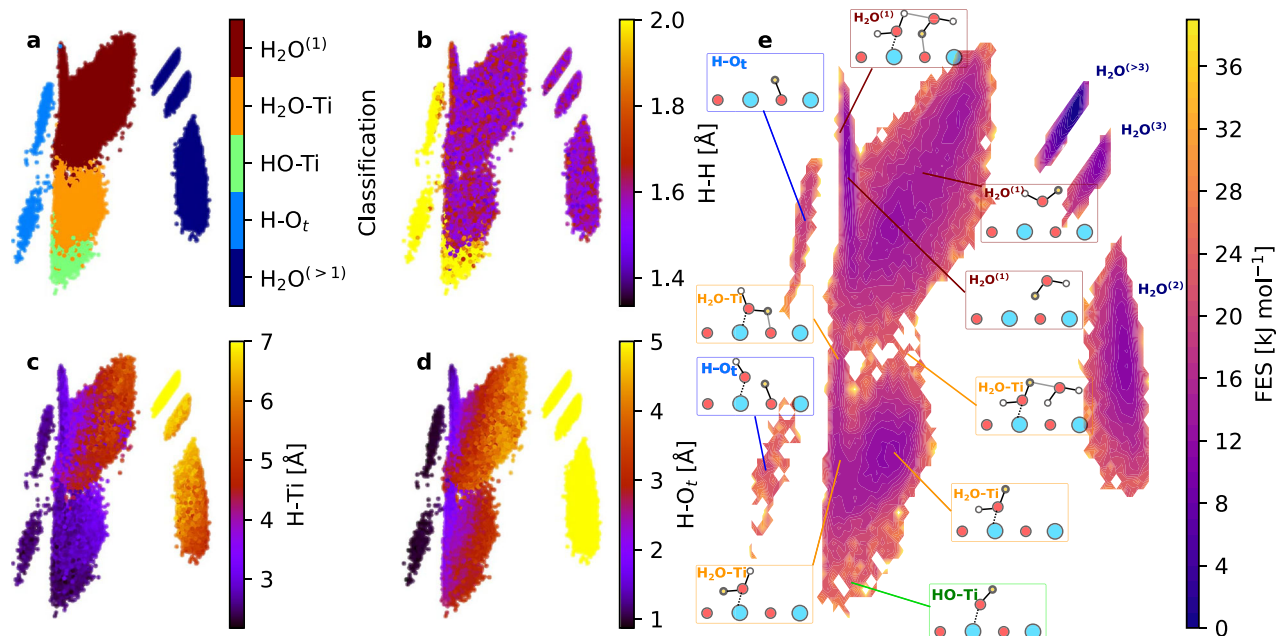 a
H₂O⁽¹⁾
H₂O-Ti
HO-Ti
H-Oₜ
H₂O⁽>¹⁾
Classification
b
2.0
1.8
1.6
1.4
H-H [Å]
c
7
6
5
4
3
H-Ti [Å]
d
5
4
3
2
1
H-Oₜ [Å]
e
H₂O⁽¹⁾
H-Oₜ
H₂O⁽>³⁾
H₂O⁽³⁾
H₂O⁽¹⁾
H₂O⁽¹⁾
H₂O⁽²⁾
H₂O-Ti
H-Oₜ
H₂O-Ti
H₂O-Ti
H₂O-Ti
HO-Ti
36
32
28
24
20
16
12
8
4
0
FES [kJ mol⁻¹]